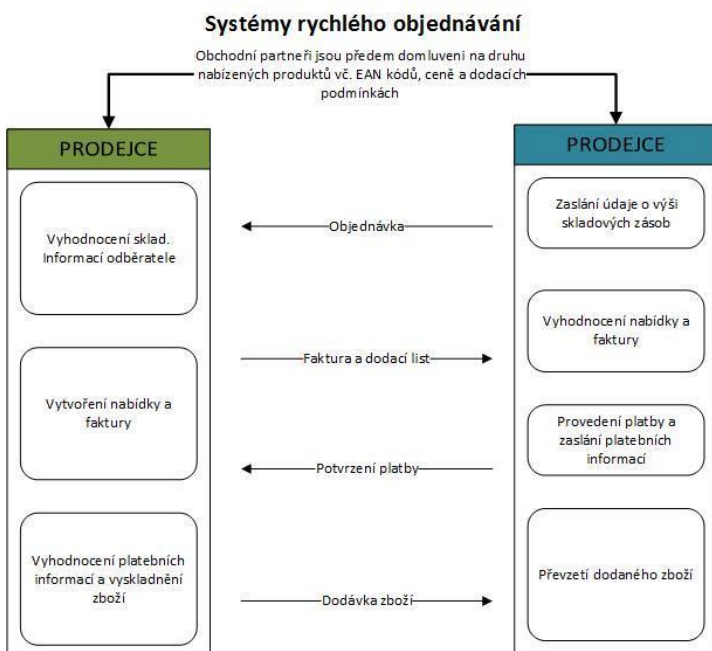 Systémy rychlého objednávání
Obchodní partneři jsou předem domluveni na druhu
nabízených produktů vč. EAN kódů, ceně a dodacích
podmínkách
PRODEJCE
Vyhodnocení sklad.
Informací odběratele
Vytvoření nabídky a
faktury
Vyhodnocení platebních
informací a vyskladnění
zboží
Objednávka
Faktura a dodací list
Potvrzení platby
Dodávka zboží
PRODEJCE
Zaslání údaje o výši
skladových zásob
Vyhodnocení nabídky a
faktury
Provedení platby a
zaslání platebních
informací
Převzetí dodaného zboží